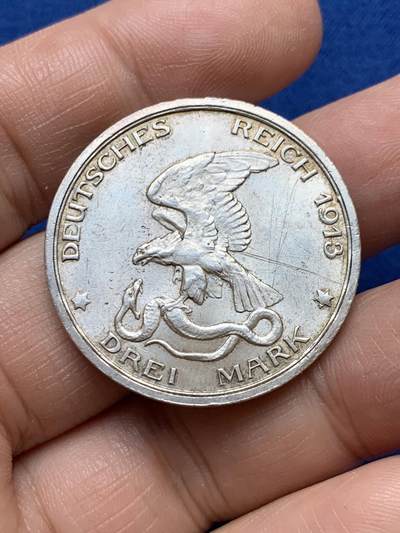 DEUTSCHES REICH 1913
DREI MARK